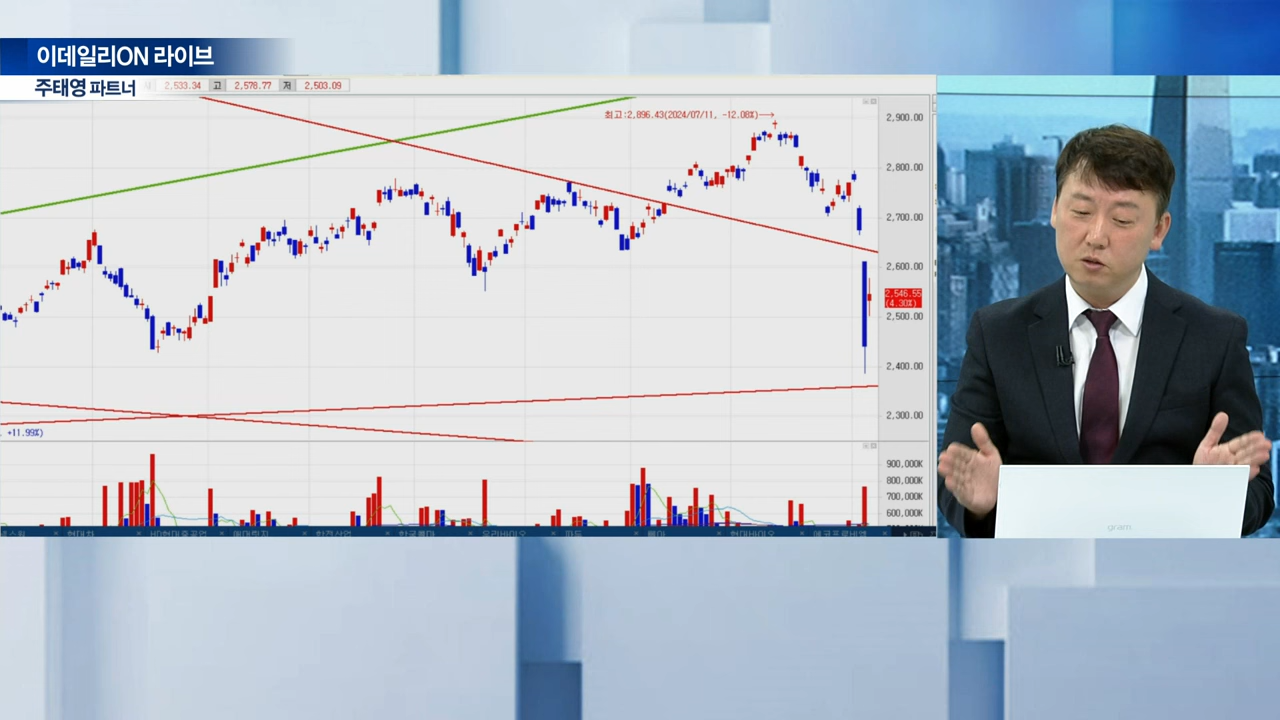 이데일리ON 라이브
주태영 파트너
2,533.34 고 2,578.77 저 2,503.09
최고:2,896.43(2024/07/11, -12.08%)
2,900.00
2,800.00
2,700.00
2,600.00
2,546.55
(4.30%)
2,500.00
2,400.00
2,300.00
+11.99%)
900,000K
800,000K
700,000K
600,000K
gram